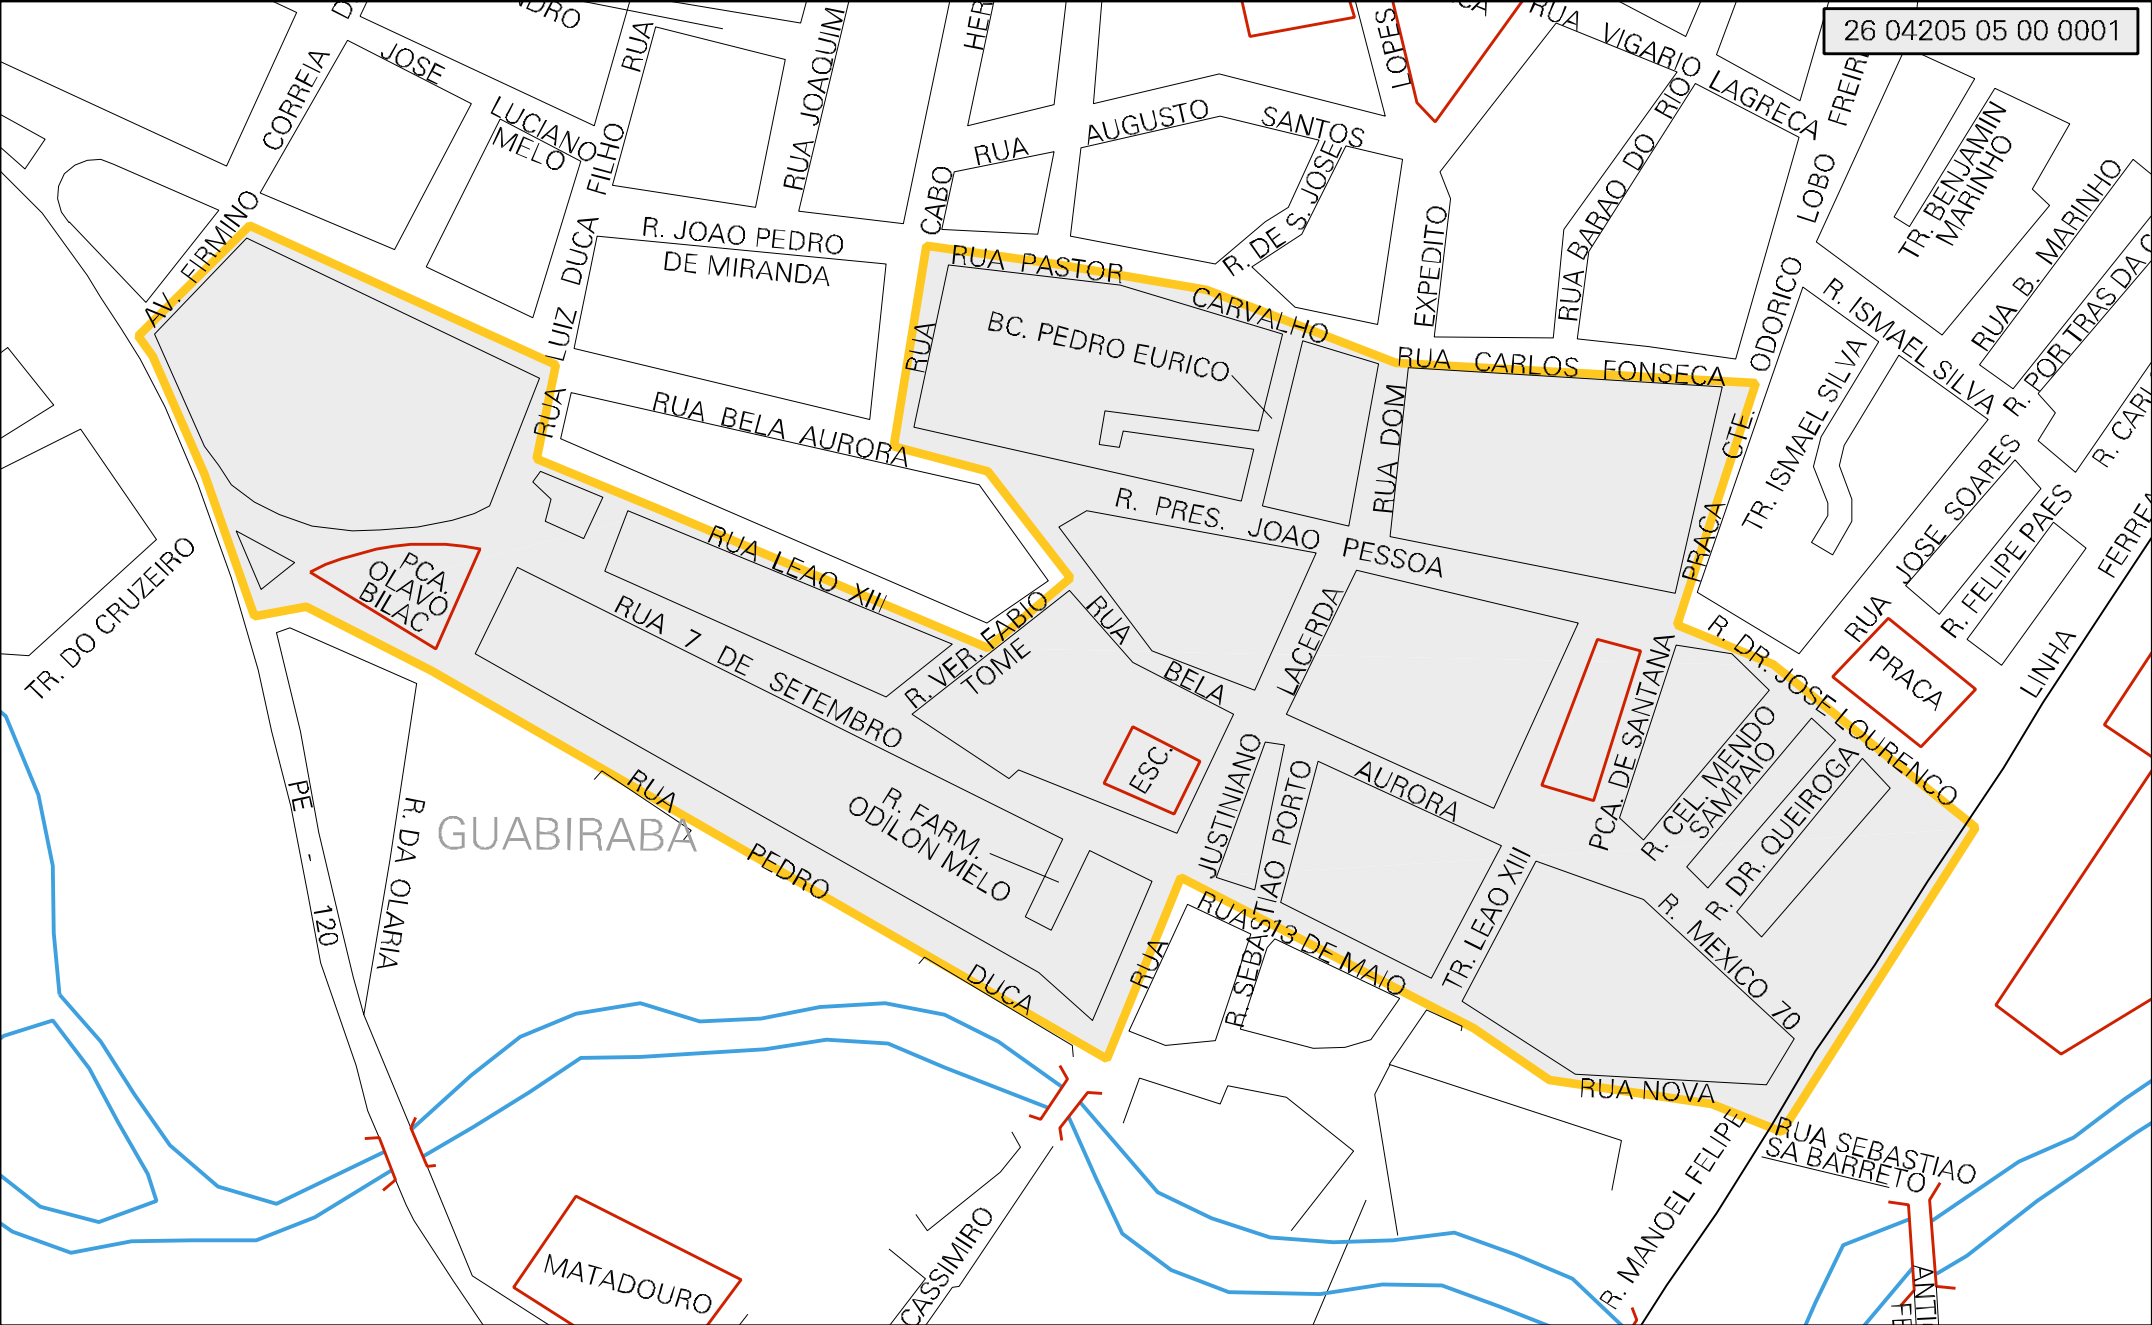 26 04205 05 00 0001
CORREIA
JOSE
LUCIANO
MELO
RUA
FILHO
DUCA
LUIZ
RUA
RUA JOAQUIM
CABO
RUA
RUA AUGUSTO SANTOS
R. DE S. JOSE
LOPES
EXPEDITO
RUA DOM
RUA VIGARIO LAGRECA
RUA BARAO DO RIO
LOBO
ODORICO
CTE.
PRACA
TR. BENJAMIN
MARINHO
RUA B. MARINHO
R. ISMAEL SILVA
TR. ISMAEL SILVA
JOSE SOARES
RUA
R. FELIPE PAES
LINHA
PRACA
AV. FIRMINO
R. JOAO PEDRO
DE MIRANDA
RUA PASTOR CARVALHO
BC. PEDRO EURICO
RUA CARLOS FONSECA
RUA BELA AURORA
R. PRES. JOAO PESSOA
RUA LEAO XIII
R. VER. FABIO
TOME
RUA BELA AURORA
LACERDA
JUSTINIANO
RUA
PCA.
OLAVO
BILAC
TR. DO CRUZEIRO
RUA 7 DE SETEMBRO
ESC.
R. SEBASTIAO PORTO
PCA. DE SANTANA
R. DR. JOSE LOURENCO
R. CEL. MENDO
SAMPAIO
R. DR. QUEIROGA
R. MEXICO 70
TR. LEAO XIII
RUA 13 DE MAIO
R. FARM.
ODILON MELO
RUA PEDRO DUCA
GUABIRABA
PE - 120
R. DA OLARIA
RUA NOVA
RUA SEBASTIAO
SA BARRETO
R. MANOEL FELIPE
CASSIMIRO
MATADOURO